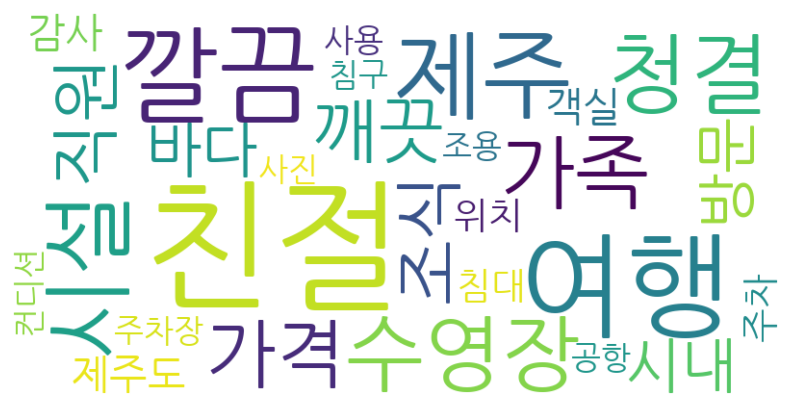 감사
깔끔
사용
침구
제주
청결
객실
직원
바다
깨끗
조용
방문
사진
가족
친절
조식
위치
시설
여행
침대
컨디션
주차장
가격
수영장
주차
제주도
공항
시내